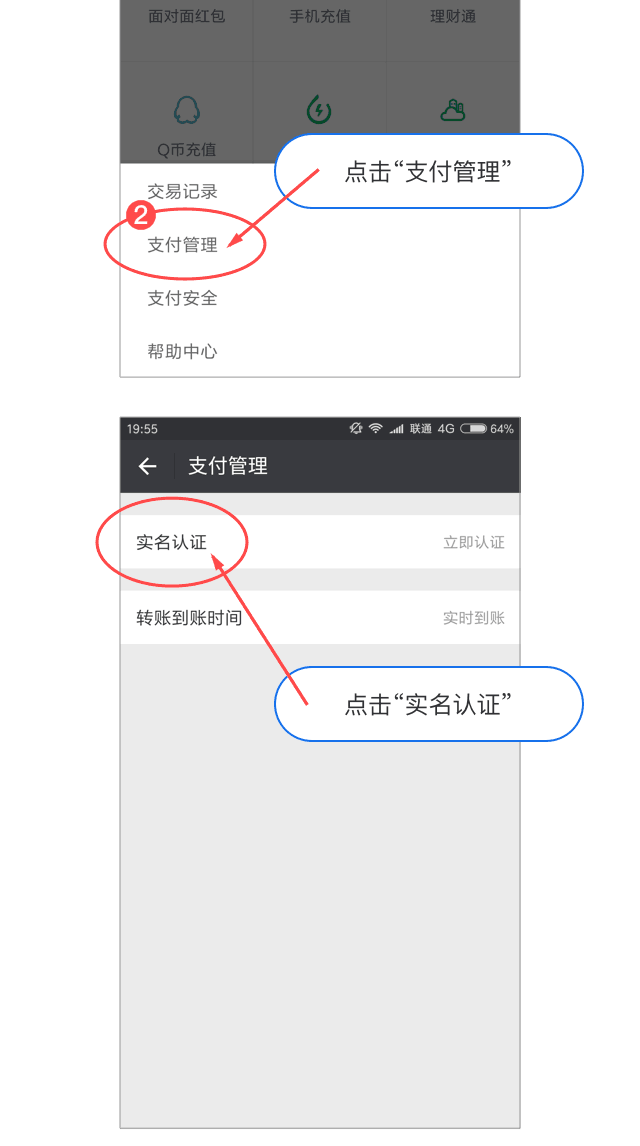 面对面红包 手机充值 理财通
Q币充值
点击“支付管理”
交易记录
2
支付管理
支付安全
帮助中心
19:55 联通 4G 64%
支付管理
实名认证 立即认证
转账到账时间 实时到账
点击“实名认证”